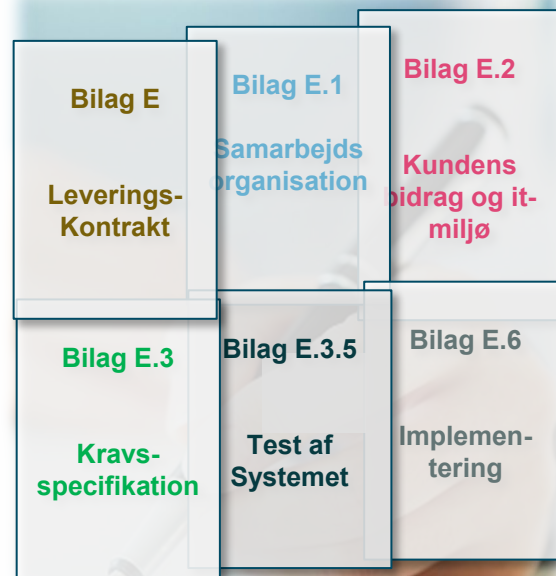 Bilag E
Leverings-
Kontrakt
Bilag E.1
Samarbejds
organisation
Bilag E.2
Kundens
bidrag og it-
miljø
Bilag E.3
Kravs-
specifikation
Bilag E.3.5
Test af
Systemet
Bilag E.6
Implemen-
tering